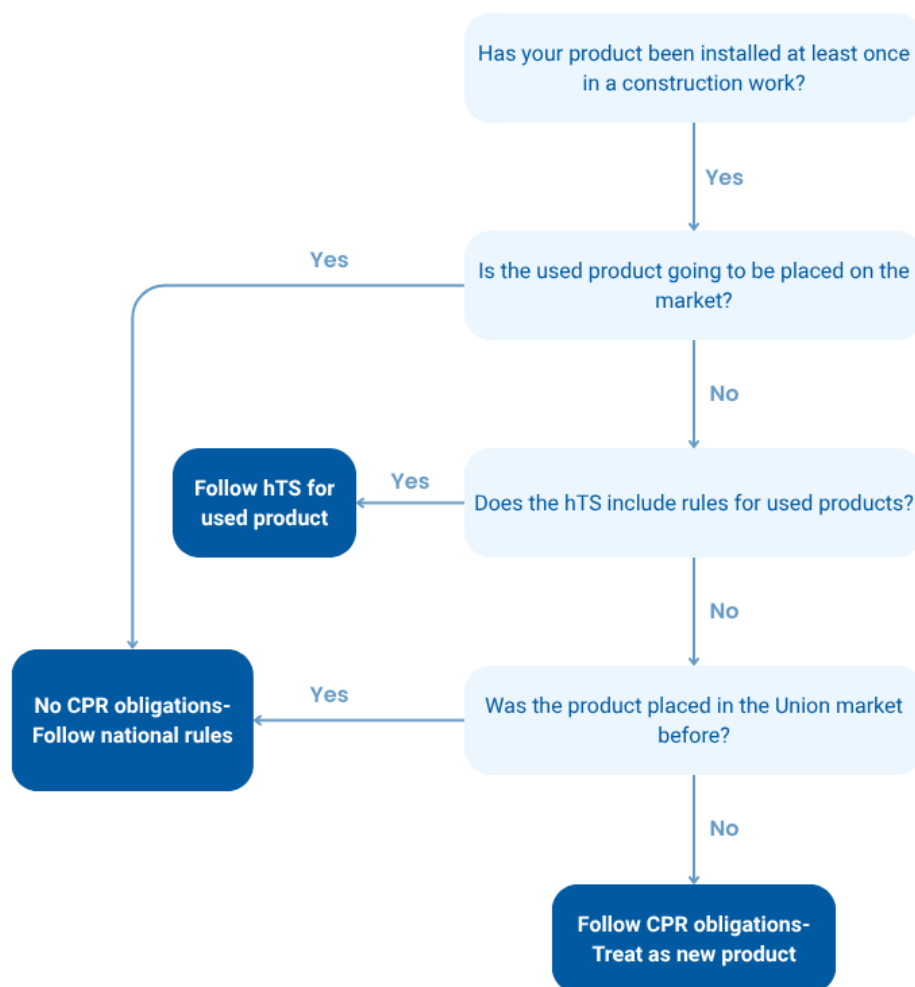 Has your product been installed at least once
in a construction work?
Yes
Yes
Is the used product going to be placed on the
market?
No
Follow hTS for
used product
Yes
Does the hTS include rules for used products?
No
No CPR obligations-
Follow national rules
Yes
Was the product placed in the Union market
before?
No
Follow CPR obligations-
Treat as new product